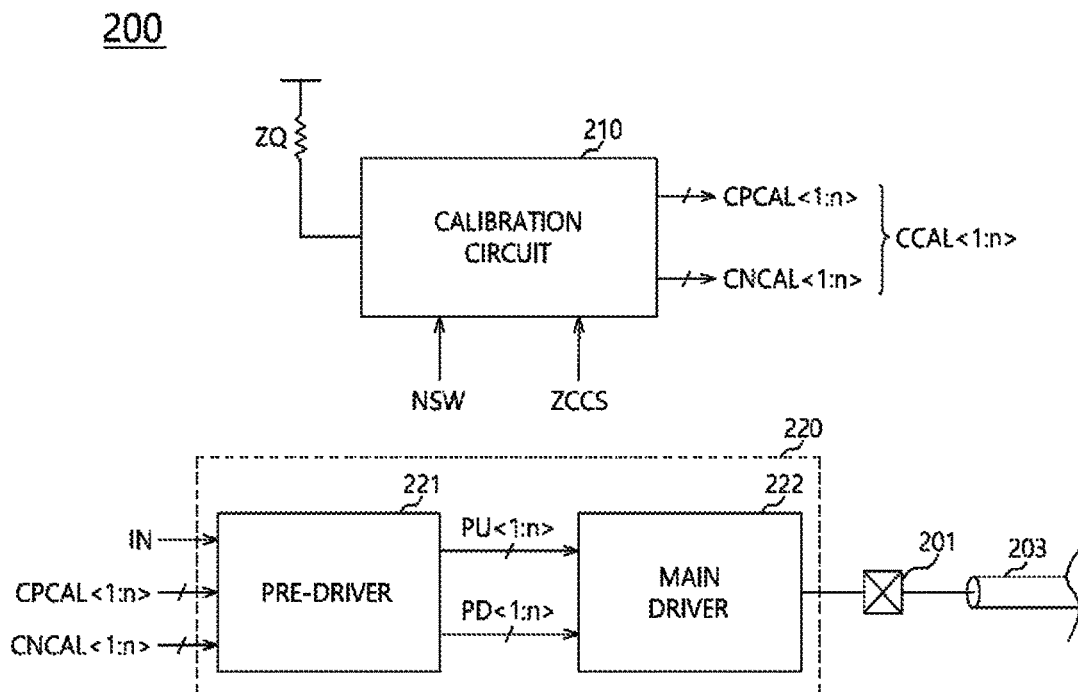 200
ZQ
210
CALIBRATION
CIRCUIT
CPCAL<1:n>
CNCAL<1:n>
CCAL<1:n>
NSW
ZCCS
220
221
222
IN
CPCAL<1:n>
CNCAL<1:n>
PRE-DRIVER
PU<1:n>
PD<1:n>
MAIN
DRIVER
201
203